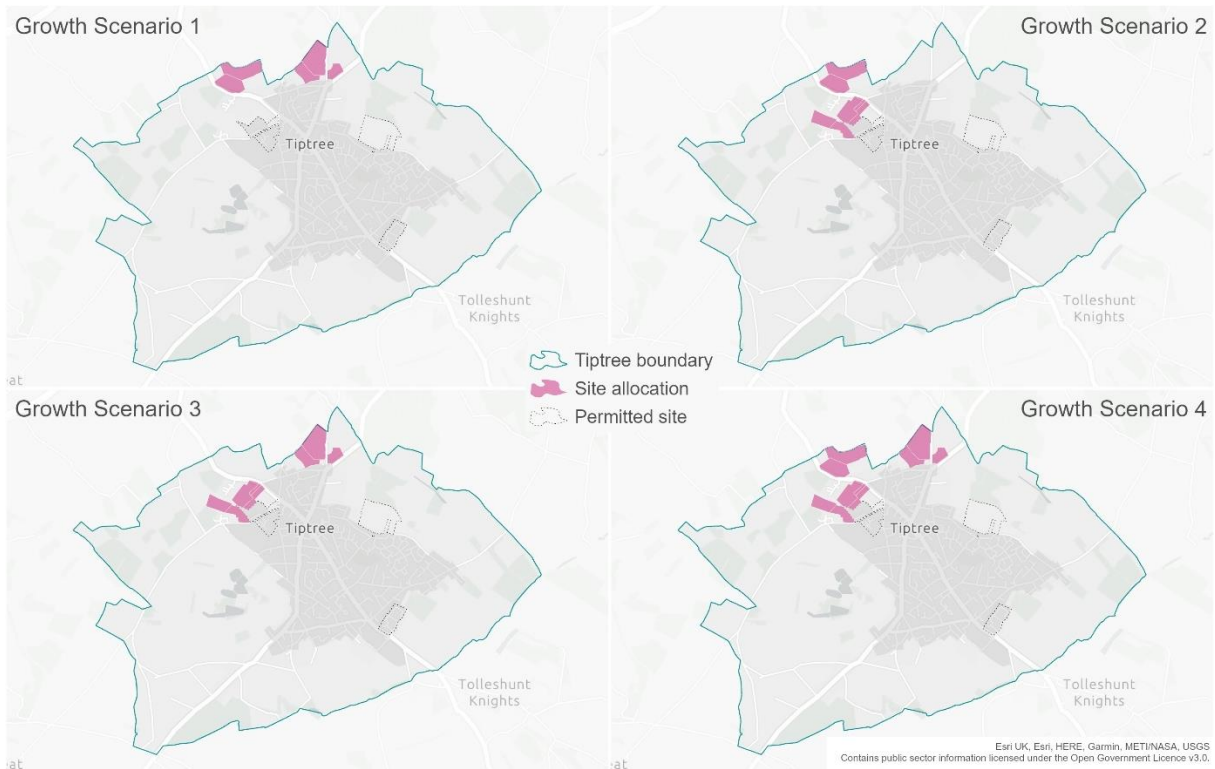 Growth Scenario 1
Growth Scenario 2
Tiptree
Tiptree
Tolleshunt
Knights
Tolleshunt
Knights
eat
Tiptree boundary
Site allocation
Permitted site
Growth Scenario 3
Growth Scenario 4
Tiptree
Tiptree
Tolleshunt
Knights
Tolleshunt
Knights
eat
Esri UK, Esri, HERE, Garmin, METI/NASA, USGS
Contains public sector information licensed under the Open Government Licence v3.0.